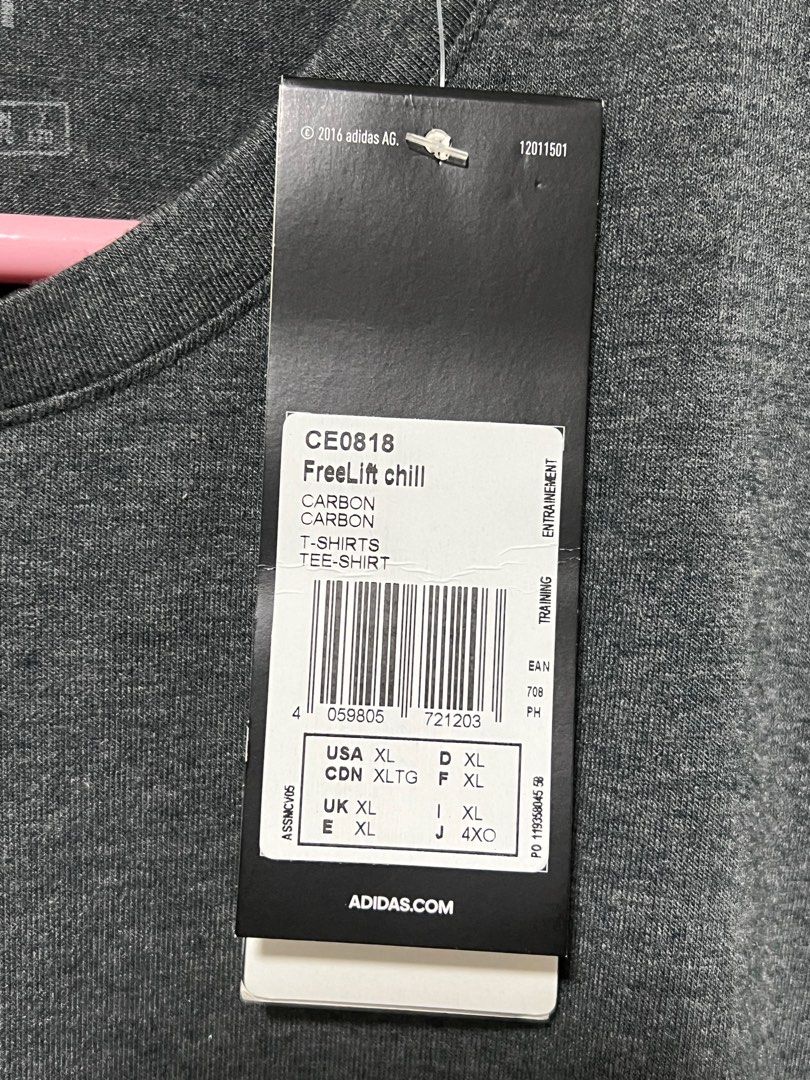 © 2016 adidas AG.
12011501
CE0818
FreeLift chill
CARBON
CARBON
T-SHIRTS
TEE-SHIRT
ENTRAINEMENT
TRAINING
EAN
708
PH
4 059805 721203
USA XL D XL
CDN XLTG F XL
UK XL I XL
E XL J 4XO
ASSMCV05
PO 119358045 58
ADIDAS.COM